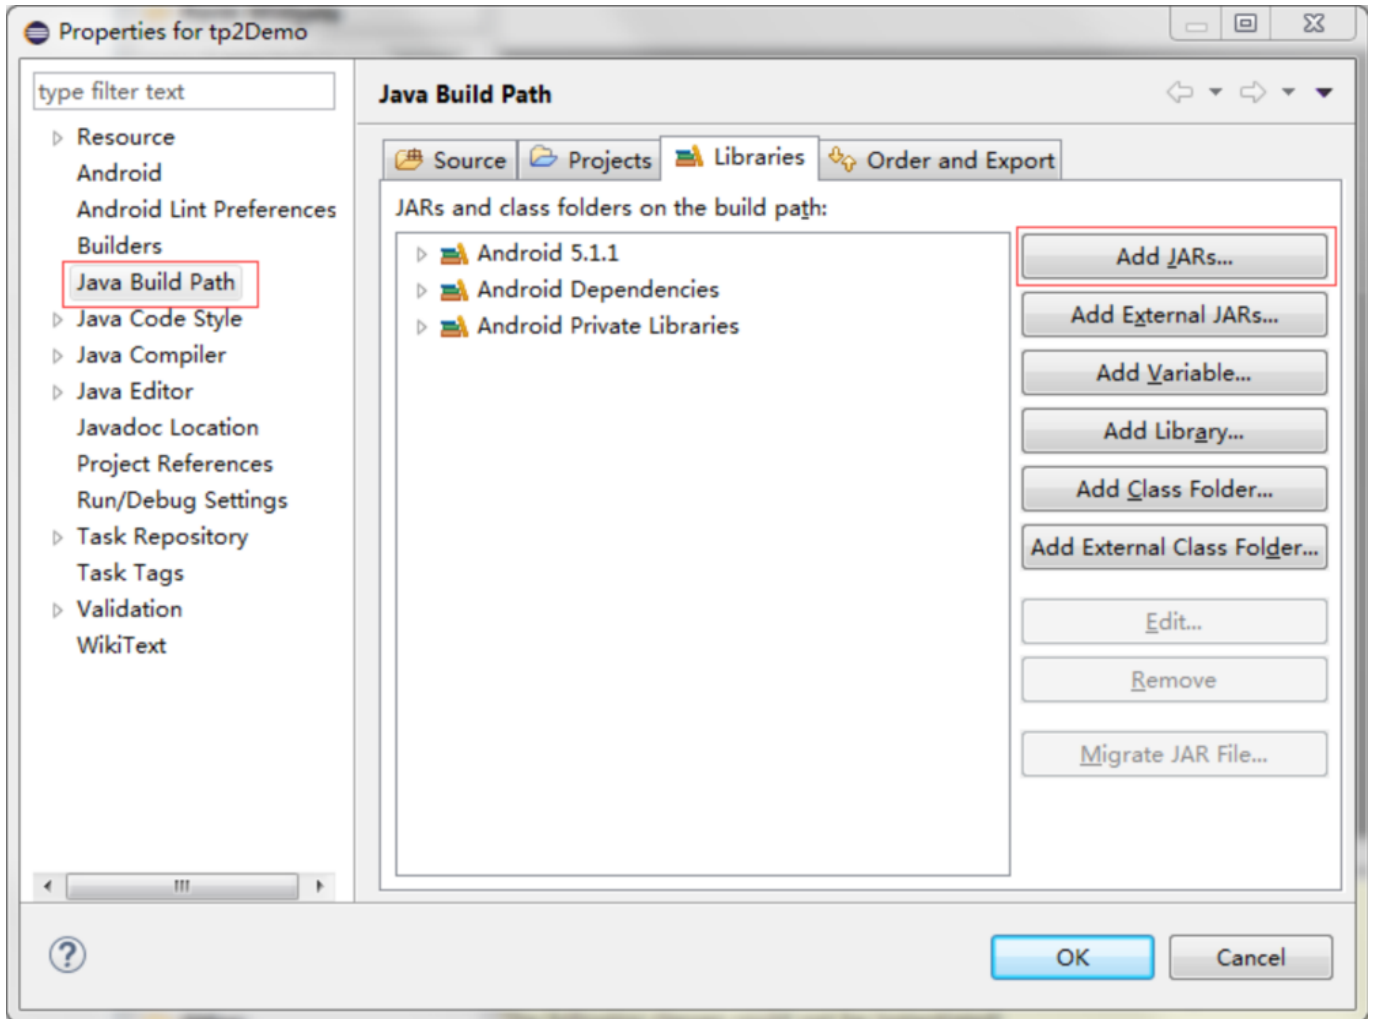 Properties for tp2Demo
type filter text
Resource
Android
Android Lint Preferences
Builders
Java Build Path
Java Code Style
Java Compiler
Java Editor
Javadoc Location
Project References
Run/Debug Settings
Task Repository
Task Tags
Validation
WikiText
Java Build Path
Source
Projects
Libraries
Order and Export
JARs and class folders on the build path:
Android 5.1.1
Android Dependencies
Android Private Libraries
Add JARs...
Add External JARs...
Add Variable...
Add Library...
Add Class Folder...
Add External Class Folder...
Edit...
Remove
Migrate JAR File...
OK
Cancel